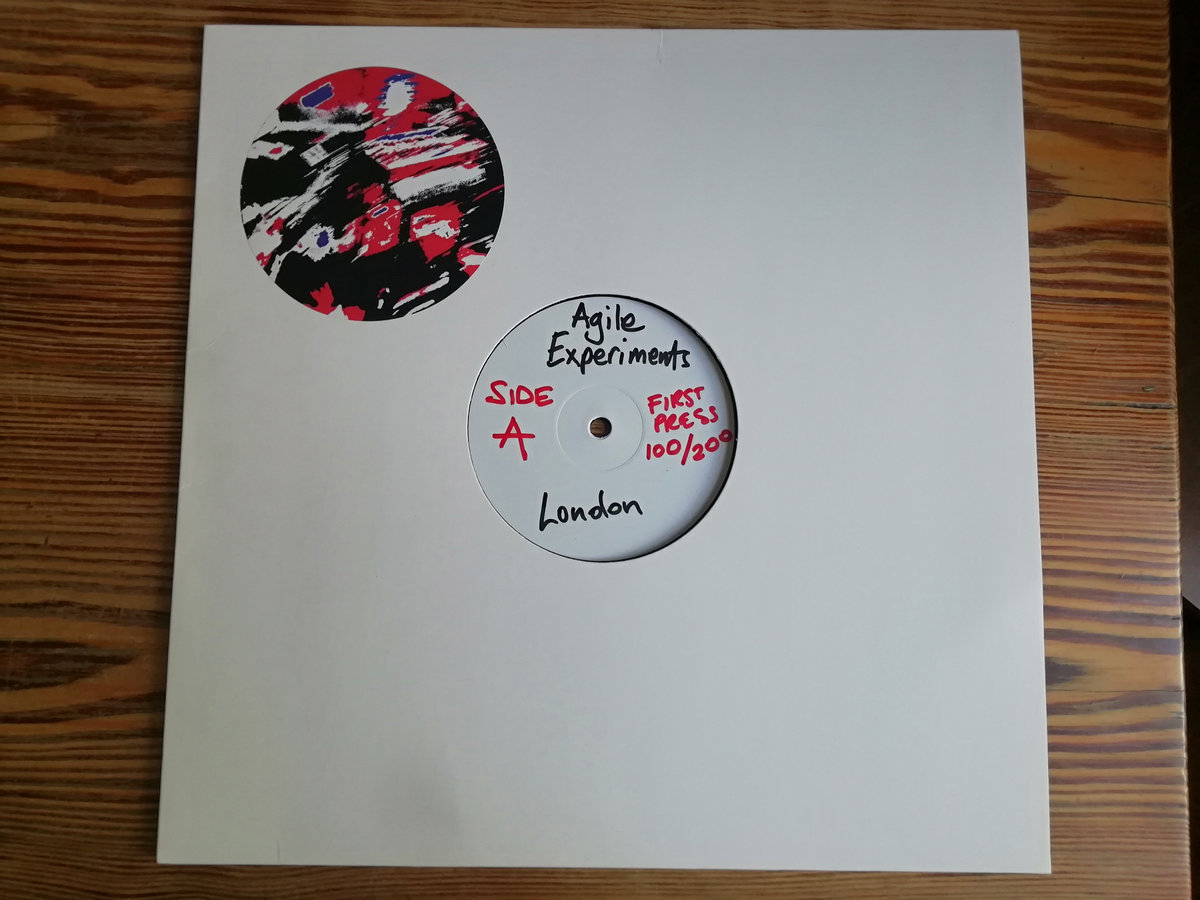 Agile
Experiments
SIDE
A
FIRST
PRESS
100/200
London